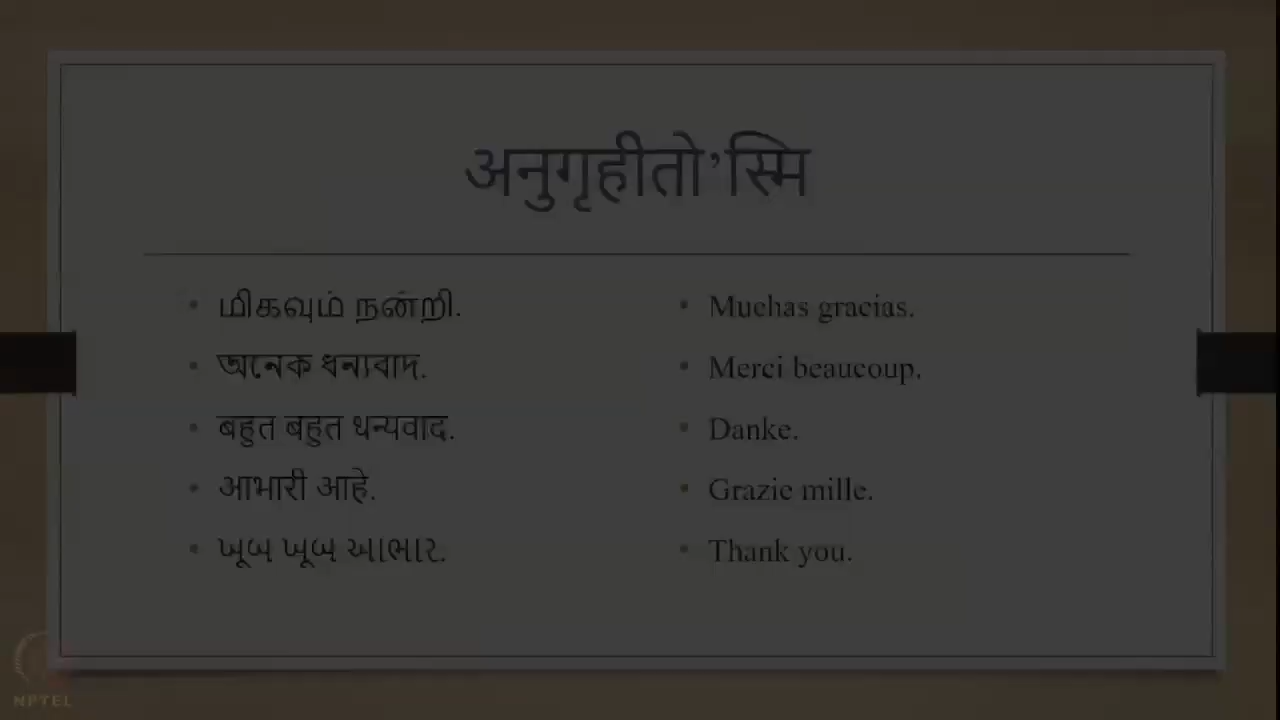 अनुगृहीतो’स्मि
மிகவும் நன்றி.
অনেক ধন্যবাদ.
बहुत बहुत धन्यवाद.
आभारी आहे.
ખૂબ ખૂબ આભાર.
Muchas gracias.
Merci beaucoup.
Danke.
Grazie mille.
Thank you.
NPTEL